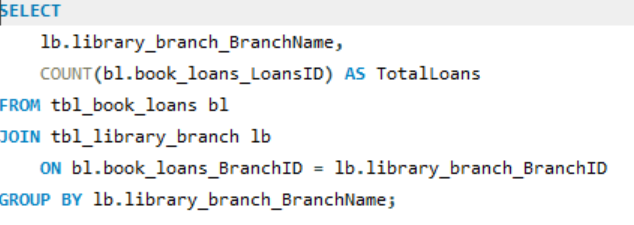 SELECT
lb.library_branch_BranchName,
COUNT(bl.book_loans_LoansID) AS TotalLoans
FROM tbl_book_loans bl
JOIN tbl_library_branch lb
ON bl.book_loans_BranchID = lb.library_branch_BranchID
GROUP BY lb.library_branch_BranchName;